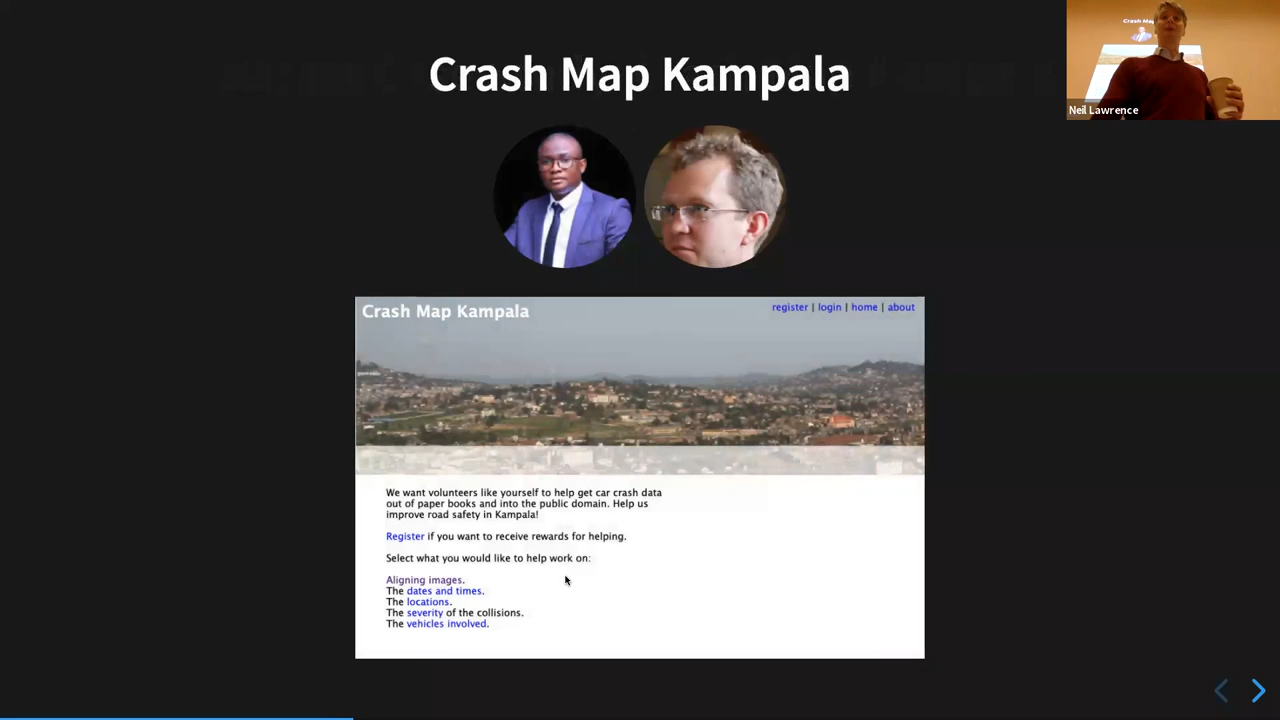 Crash Map Kampala
Crash Map
Neil Lawrence
Crash Map Kampala
register | login | home | about
We want volunteers like yourself to help get car crash data
out of paper books and into the public domain. Help us
improve road safety in Kampala!
Register if you want to receive rewards for helping.
Select what you would like to help work on:
Aligning images.
The dates and times.
The locations.
The severity of the collisions.
The vehicles involved.